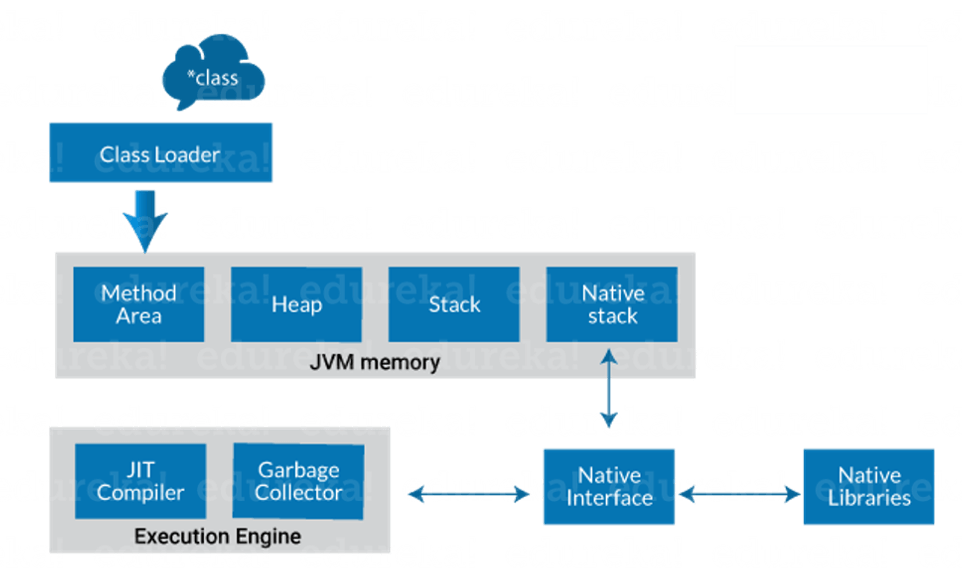 *class
Class Loader
Method
Area
Heap
Stack
Native
stack
JVM memory
JIT
Compiler
Garbage
Collector
Execution Engine
Native
Interface
Native
Libraries
edureka!